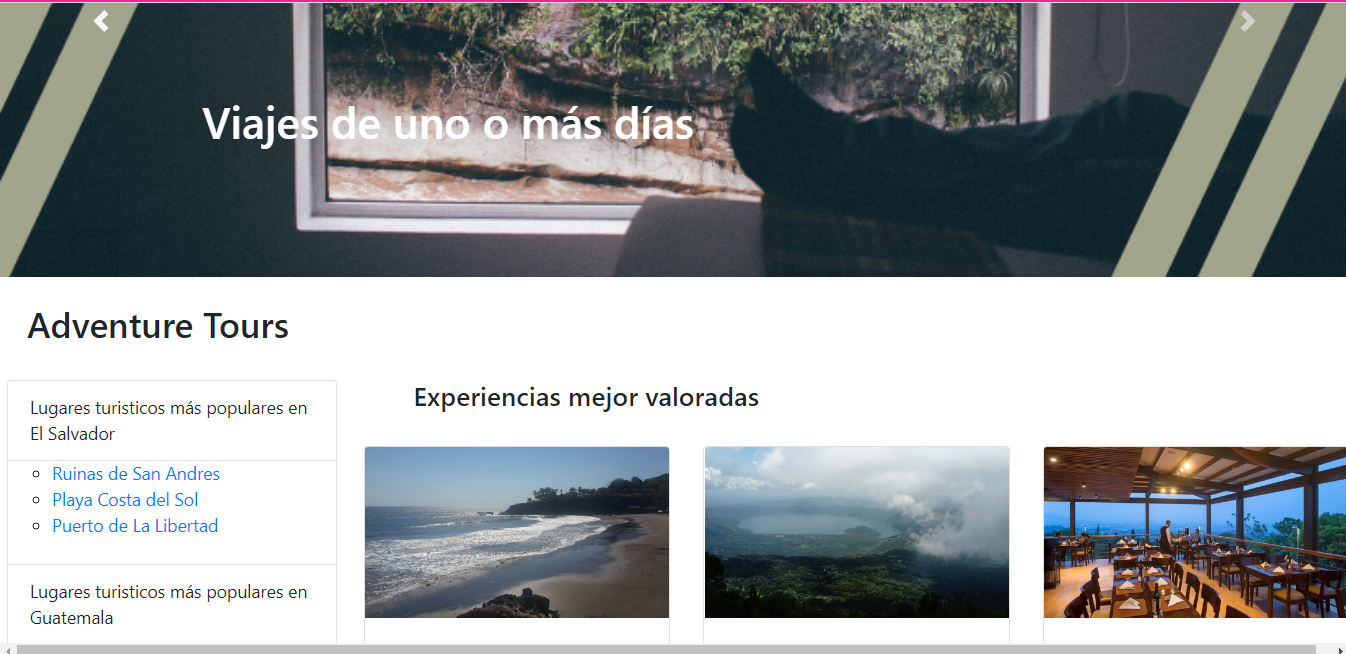 Viajes de uno o más días
Adventure Tours
Lugares turisticos más populares en
El Salvador
Ruinas de San Andres
Playa Costa del Sol
Puerto de La Libertad
Lugares turisticos más populares en
Guatemala
Experiencias mejor valoradas